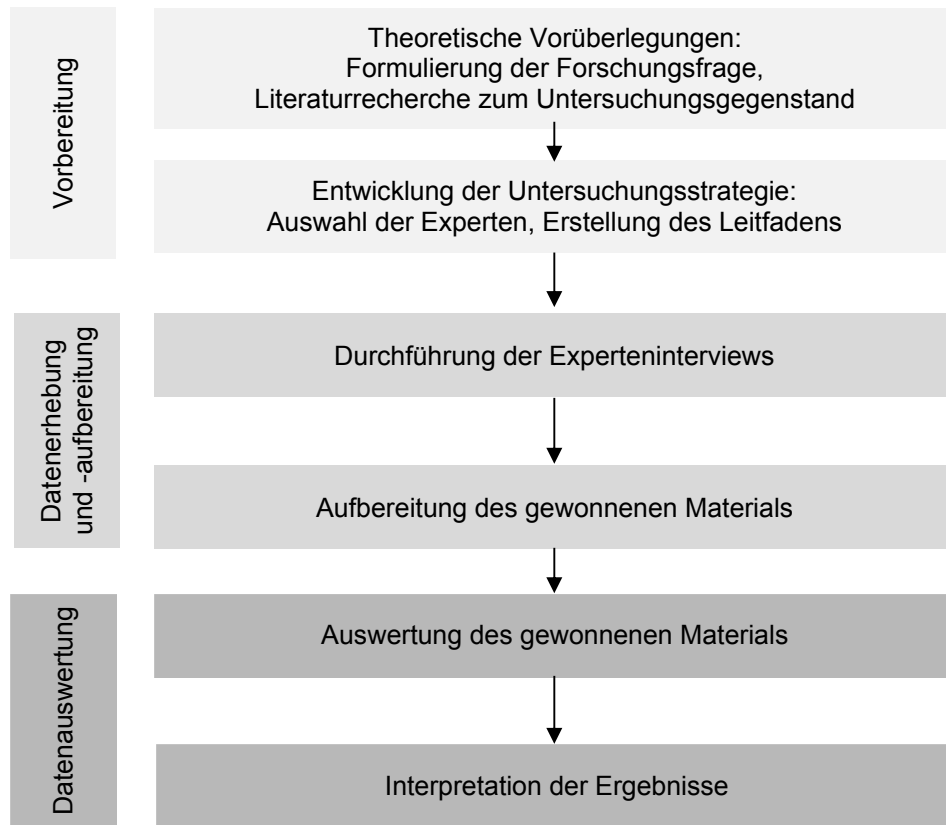 Vorbereitung
Theoretische Vorüberlegungen:
Formulierung der Forschungsfrage,
Literaturrecherche zum Untersuchungsgegenstand
Entwicklung der Untersuchungsstrategie:
Auswahl der Experten, Erstellung des Leitfadens
Datenerhebung
und -aufbereitung
Durchführung der Experteninterviews
Aufbereitung des gewonnenen Materials
Datenauswertung
Auswertung des gewonnenen Materials
Interpretation der Ergebnisse